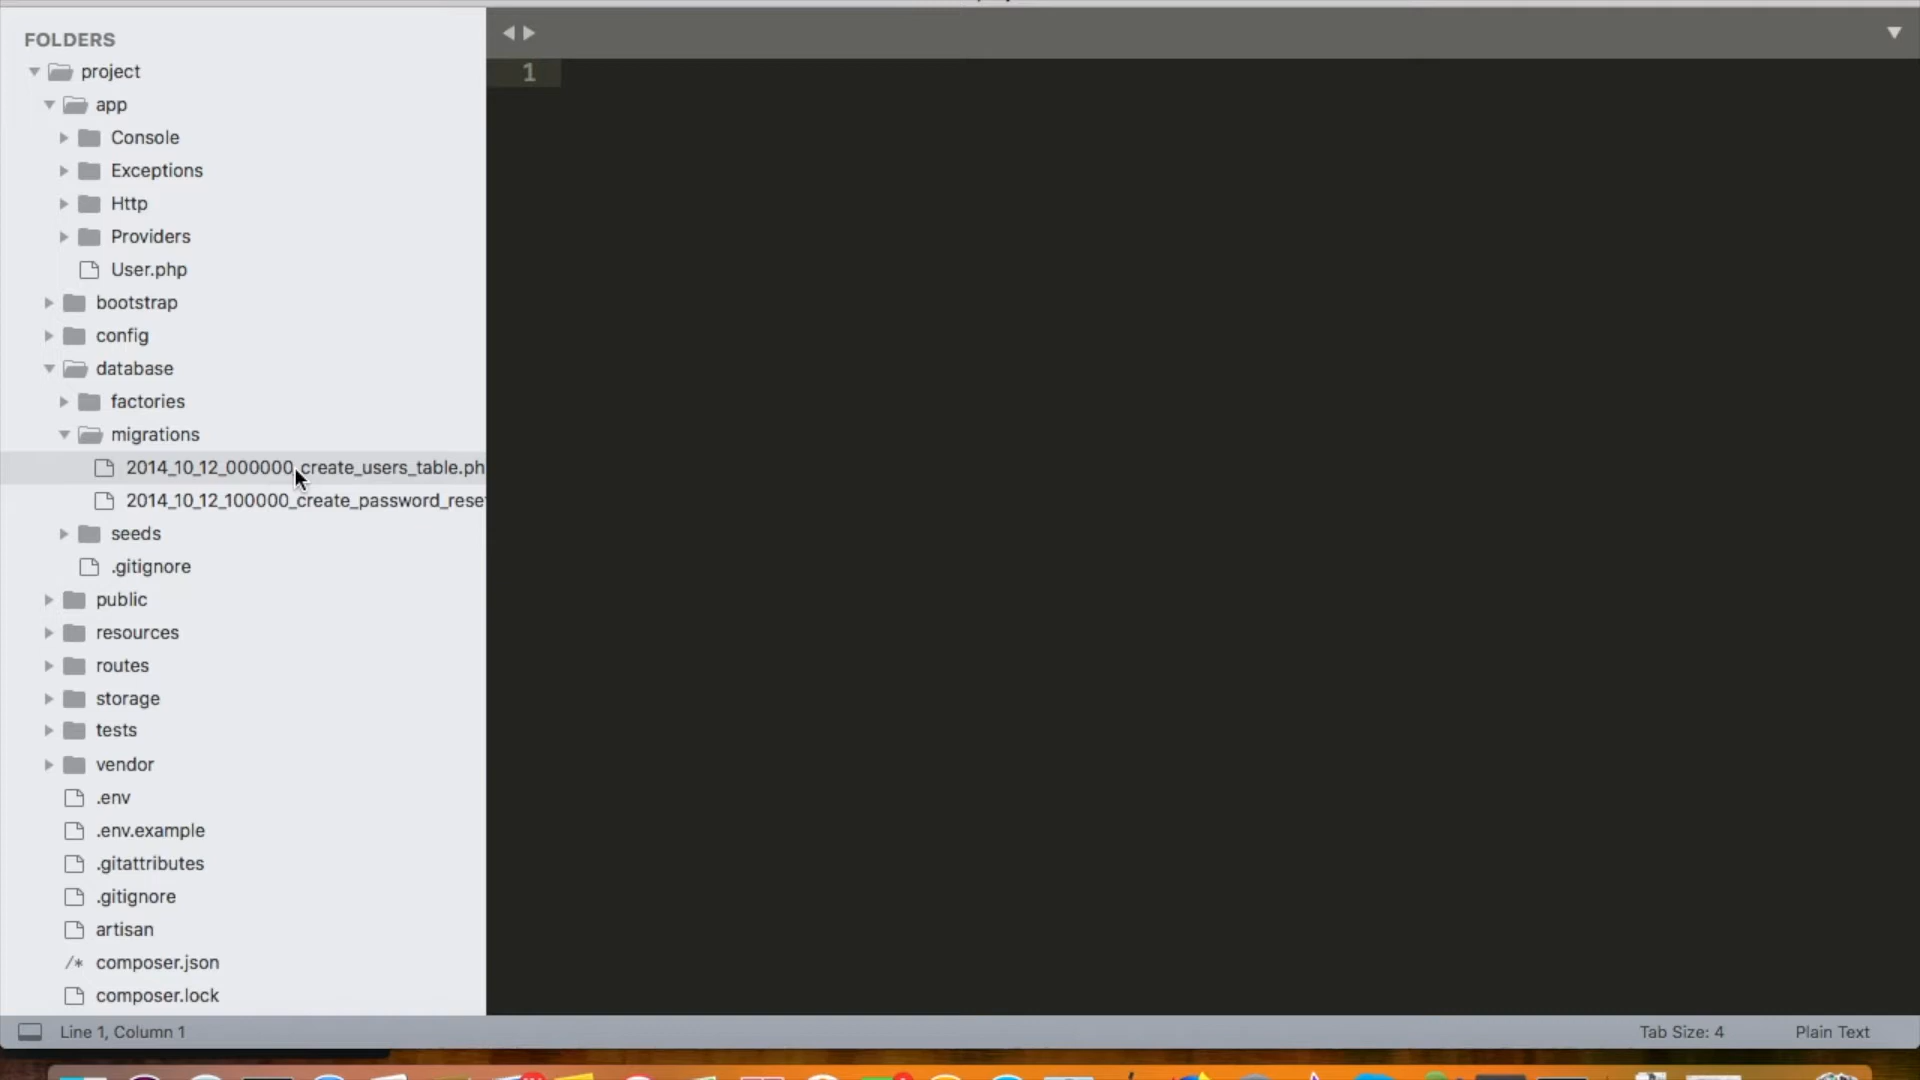 FOLDERS
project
app
Console
Exceptions
Http
Providers
User.php
bootstrap
config
database
factories
migrations
2014_10_12_000000_create_users_table.ph
2014_10_12_100000_create_password_rese
seeds
.gitignore
public
resources
routes
storage
tests
vendor
.env
.env.example
.gitattributes
.gitignore
artisan
/* composer.json
composer.lock
1
Line 1, Column 1
Tab Size: 4
Plain Text